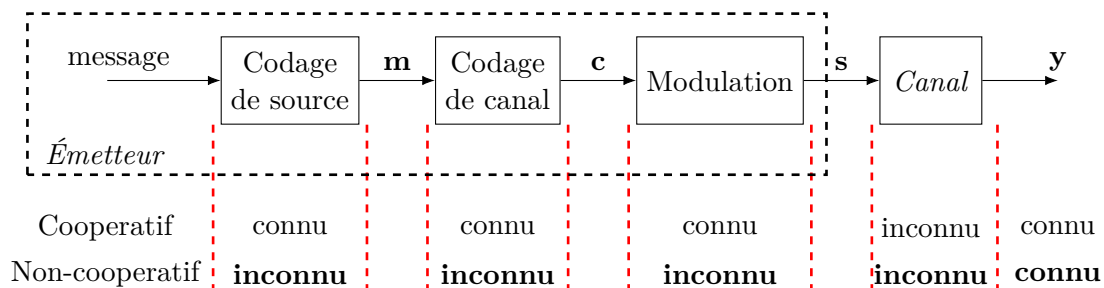 message
Codage
de source
m
Codage
de canal
c
Modulation
s
Canal
y
Émetteur
Cooperatif connu connu connu inconnu connu
Non-cooperatif inconnu inconnu inconnu inconnu connu